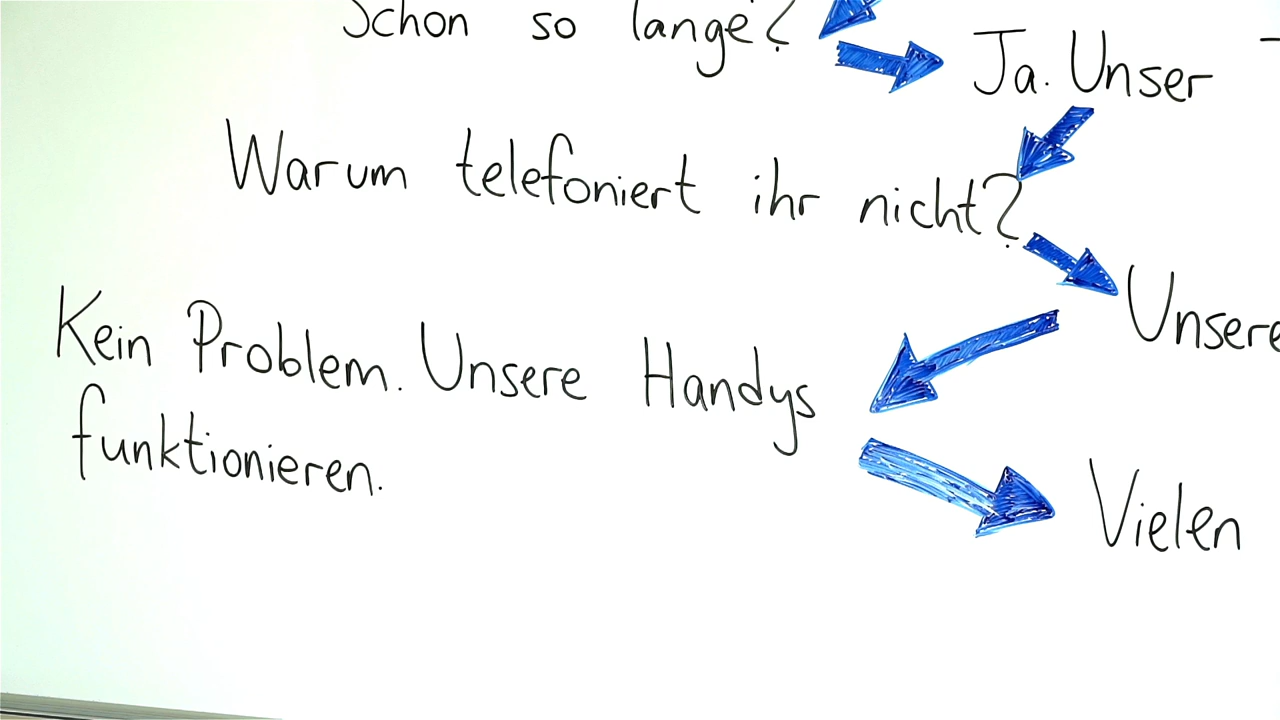 Schon so lange?
Ja. Unser
Warum telefoniert ihr nicht?
Unsere
Kein Problem. Unsere Handys
funktionieren.
Vielen